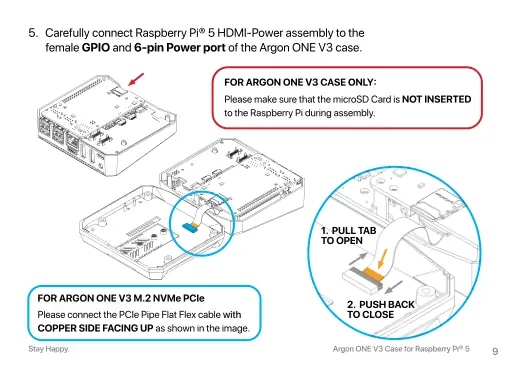 5. Carefully connect Raspberry Pi® 5 HDMI-Power assembly to the
female GPIO and 6-pin Power port of the Argon ONE V3 case.
FOR ARGON ONE V3 CASE ONLY:
Please make sure that the microSD Card is NOT INSERTED
to the Raspberry Pi during assembly.
1. PULL TAB
TO OPEN
2. PUSH BACK
TO CLOSE
FOR ARGON ONE V3 M.2 NVMe PCIe
Please connect the PCIe Pipe Flat Flex cable with
COPPER SIDE FACING UP as shown in the image.
Stay Happy.
Argon ONE V3 Case for Raspberry Pi® 5
9